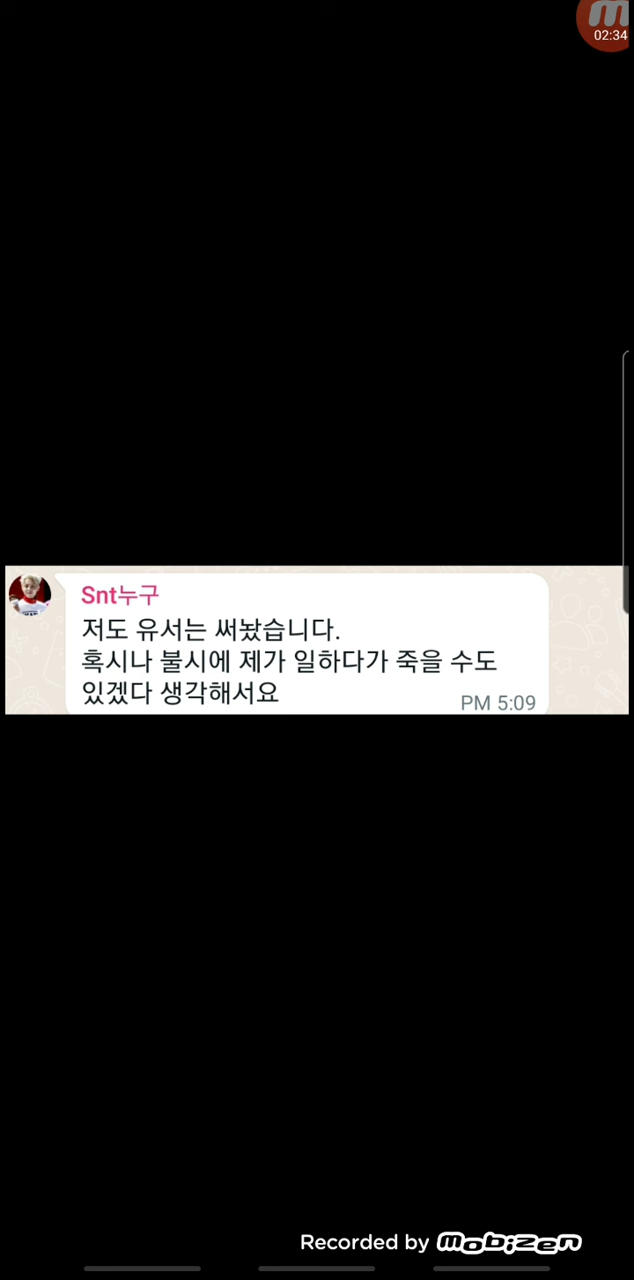 02:34
Snt누구
저도 유서는 써놨습니다.
혹시나 불시에 제가 일하다가 죽을 수도
있겠다 생각해서요
PM 5:09
Recorded by mobizen